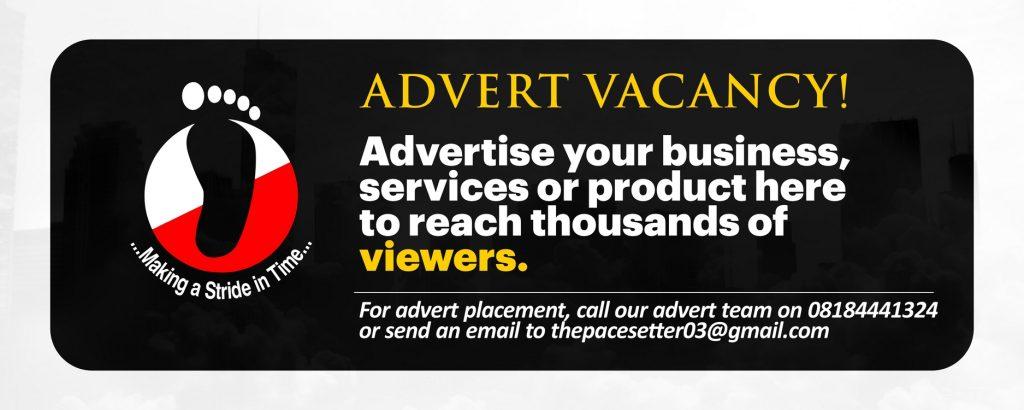 ...Making a Stride in Time...
ADVERT VACANCY!
Advertise your business,
services or product here
to reach thousands of
viewers.
For advert placement, call our advert team on 08184441324
or send an email to thepacesetter03@gmail.com